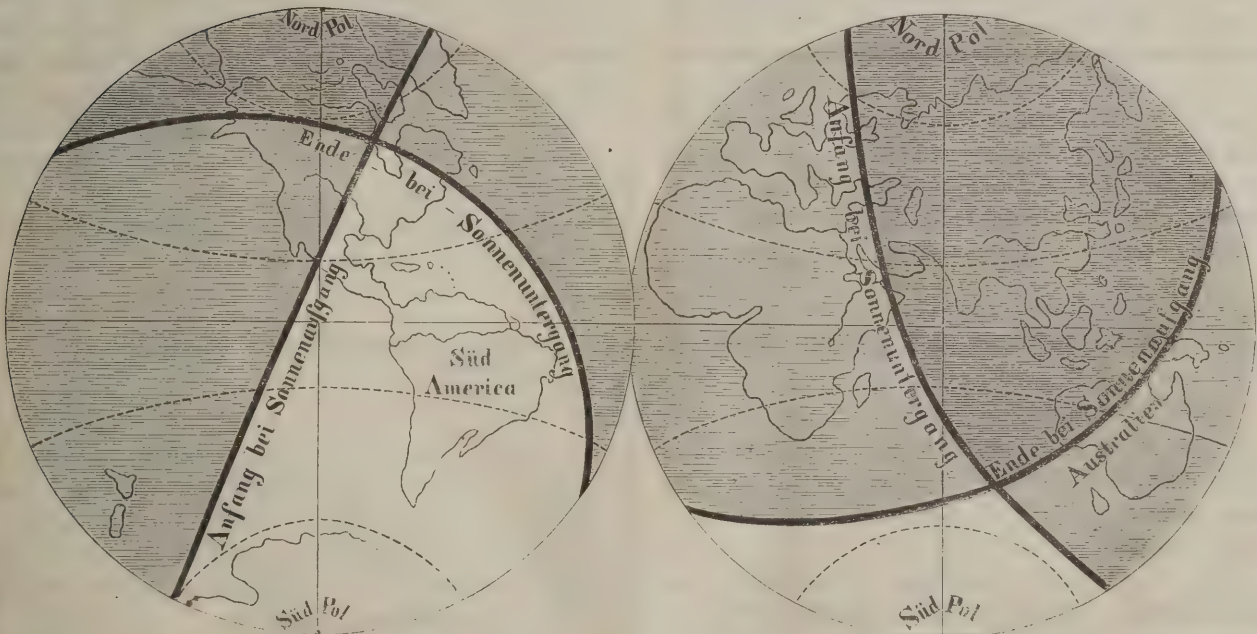 Nord Pol
Ende bei Sonnenuntergang
Anfang bei Sonnenaufgang
Süd
America
Süd Pol
Nord Pol
Anfang bei Sonnenuntergang
Ende bei Sonnenaufgang
Australien
Süd Pol